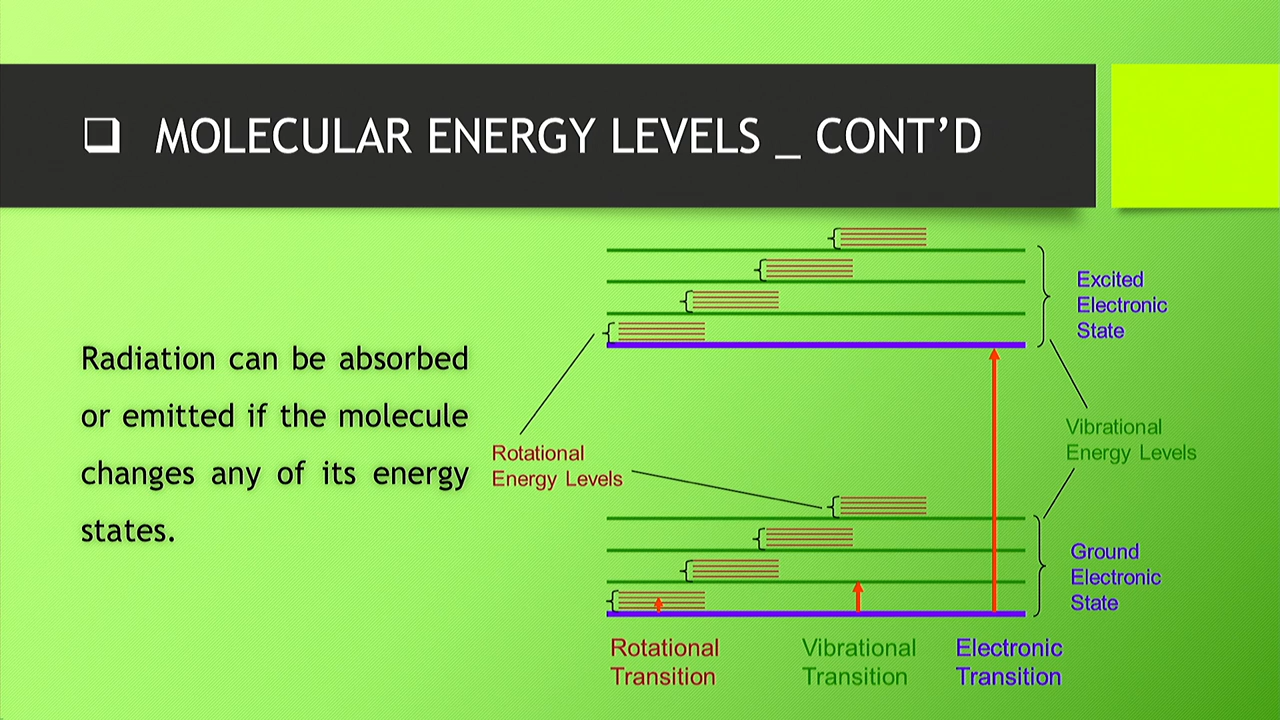 ❑ MOLECULAR ENERGY LEVELS _ CONT’D
Radiation can be absorbed
or emitted if the molecule
changes any of its energy
states.
Excited
Electronic
State
Rotational
Energy Levels
Vibrational
Energy Levels
Ground
Electronic
State
Rotational
Transition
Vibrational
Transition
Electronic
Transition